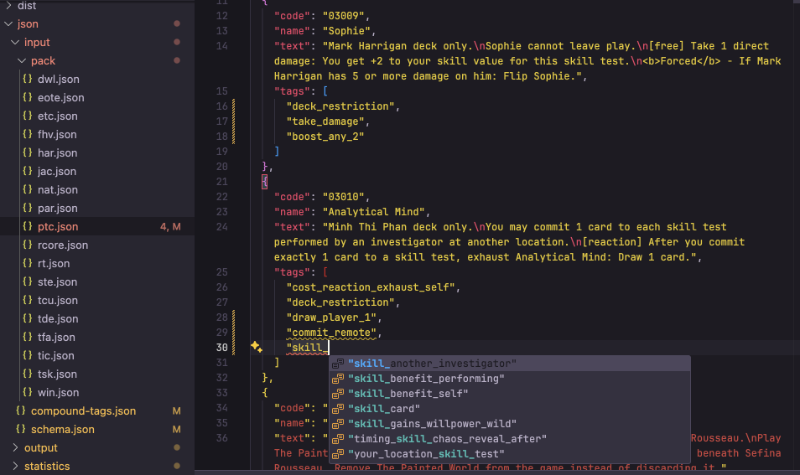 dist
json
input
pack
dwl.json
eote.json
etc.json
fhv.json
har.json
jac.json
nat.json
par.json
ptc.json 4, M
rcore.json
rt.json
ste.json
tcu.json
tde.json
tfa.json
tic.json
tsk.json
win.json
compound-tags.json M
schema.json M
output
statistics
11 {
12 "code": "03009",
13 "name": "Sophie",
14 "text": "Mark Harrigan deck only.\nSophie cannot leave play.\n[free] Take 1 direct
damage: You get +2 to your skill value for this skill test.\n<b>Forced</b> - If Mark
Harrigan has 5 or more damage on him: Flip Sophie.",
15 "tags": [
16 "deck_restriction",
17 "take_damage",
18 "boost_any_2"
19 ]
20 },
21 {
22 "code": "03010",
23 "name": "Analytical Mind",
24 "text": "Minh Thi Phan deck only.\nYou may commit 1 card to each skill test
performed by an investigator at another location.\n[reaction] After you commit
exactly 1 card to a skill test, exhaust Analytical Mind: Draw 1 card.",
25 "tags": [
26 "cost_reaction_exhaust_self",
27 "deck_restriction",
28 "draw_player_1",
29 "commit_remote",
30 "skill_
31 ]
32 },
33 {
34 "code": "
35 "name": "
36 "text": "
"skill_another_investigator"
"skill_benefit_performing"
"skill_benefit_self"
"skill_card"
"skill_gains_willpower_wild"
"timing_skill_chaos_reveal_after"
"your_location_skill_test"
Rousseau.\nPlay
The Pain
beneath Sefina
Rousseau. Remove The Painted World from the game instead of discarding it."